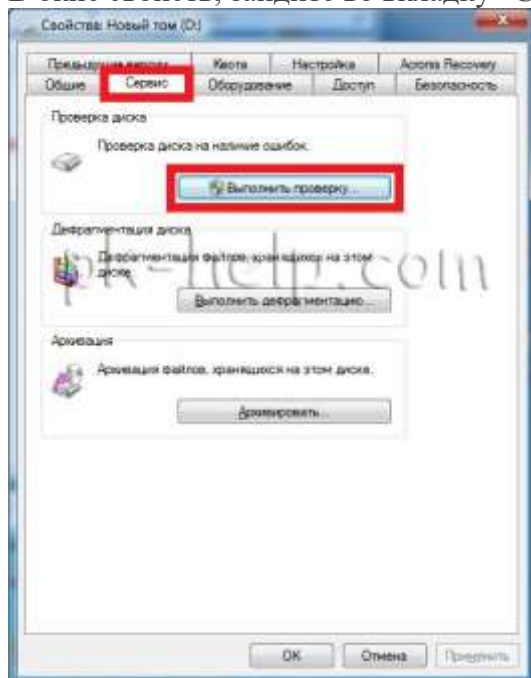 Свойства: Новый том (D:)
Предыдущие версии Квота Настройка Acronis Recovery
Общие Сервис Оборудование Доступ Безопасность
Проверка диска
Проверка диска на наличие ошибок.
Выполнить проверку...
Дефрагментация диска
Дефрагментация файлов, хранящихся на этом
диске
pk-help.com
Выполнить дефрагментацию...
Архивация
Архивация файлов, хранящихся на этом диске.
Архивировать...
OK Отмена Применить